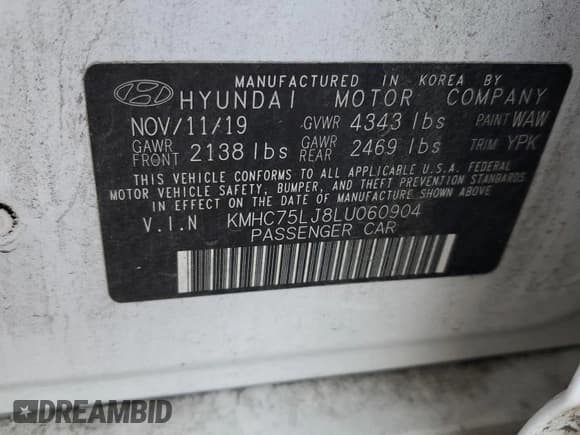 MANUFACTURED IN KOREA BY
HYUNDAI MOTOR COMPANY
NOV/11/19 GVWR 4343 lbs PAINT WAW
GAWR FRONT 2138 lbs GAWR REAR 2469 lbs TRIM YPK
THIS VEHICLE CONFORMS TO ALL APPLICABLE U.S.A. FEDERAL
MOTOR VEHICLE SAFETY, BUMPER, AND THEFT PREVENTION STANDARDS
IN EFFECT ON THE DATE OF MANUFACTURE SHOWN ABOVE
V.I.N KMHC75LJ8LU060904
PASSENGER CAR
DREAMBID